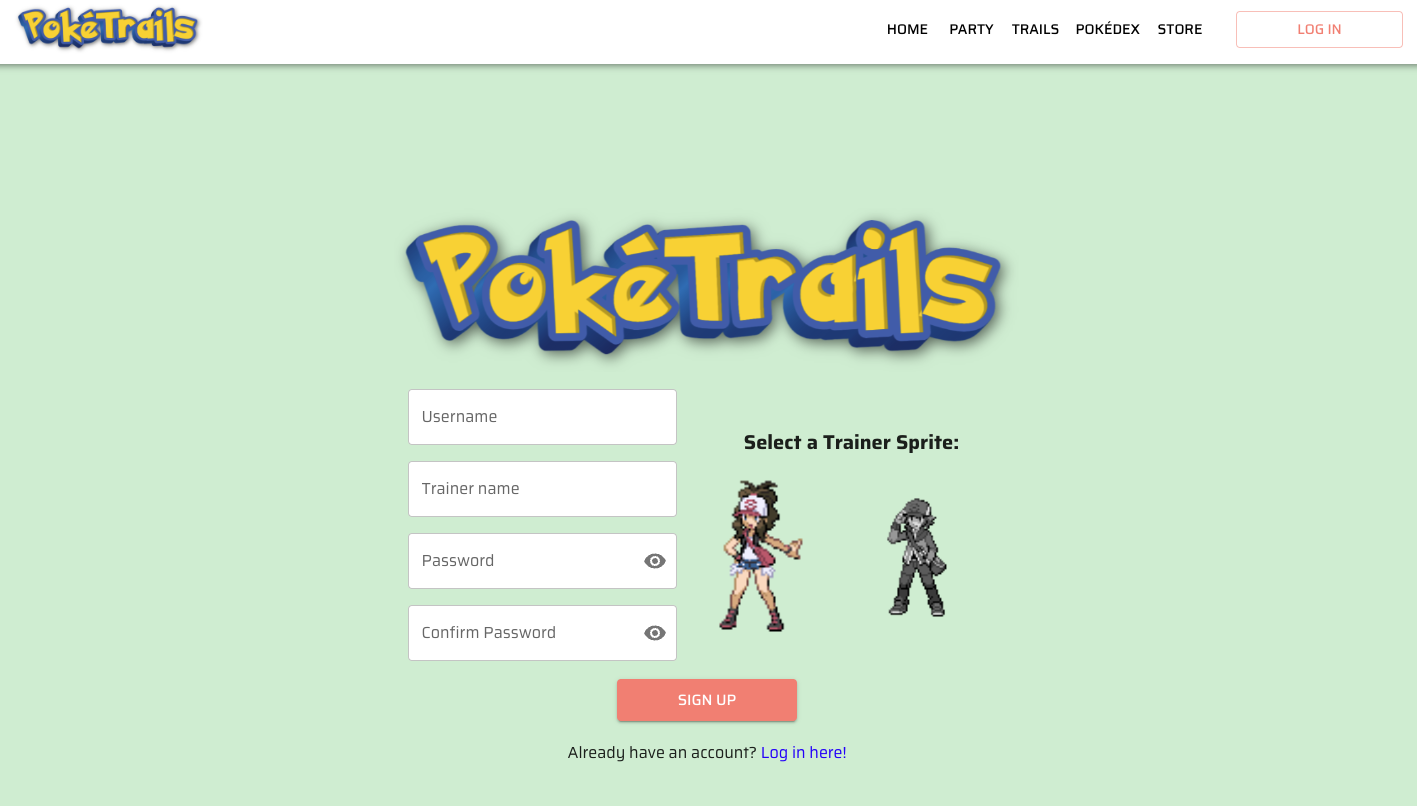 PokéTrails
HOME PARTY TRAILS POKÉDEX STORE LOG IN
PokéTrails
Username
Trainer name
Password
Confirm Password
Select a Trainer Sprite:
SIGN UP
Already have an account? Log in here!